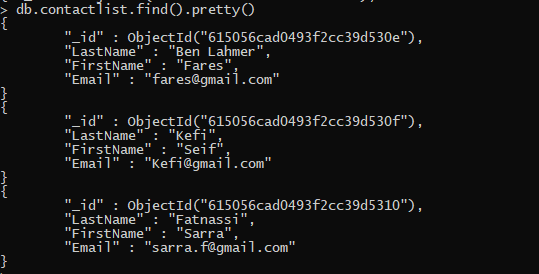 > db.contactlist.find().pretty()
{
"_id" : ObjectId("615056cad0493f2cc39d530e"),
"LastName" : "Ben Lahmer",
"FirstName" : "Fares",
"Email" : "fares@gmail.com"
}
{
"_id" : ObjectId("615056cad0493f2cc39d530f"),
"LastName" : "Kefi",
"FirstName" : "Seif",
"Email" : "Kefi@gmail.com"
}
{
"_id" : ObjectId("615056cad0493f2cc39d5310"),
"LastName" : "Fatnassi",
"FirstName" : "Sarra",
"Email" : "sarra.f@gmail.com"
}